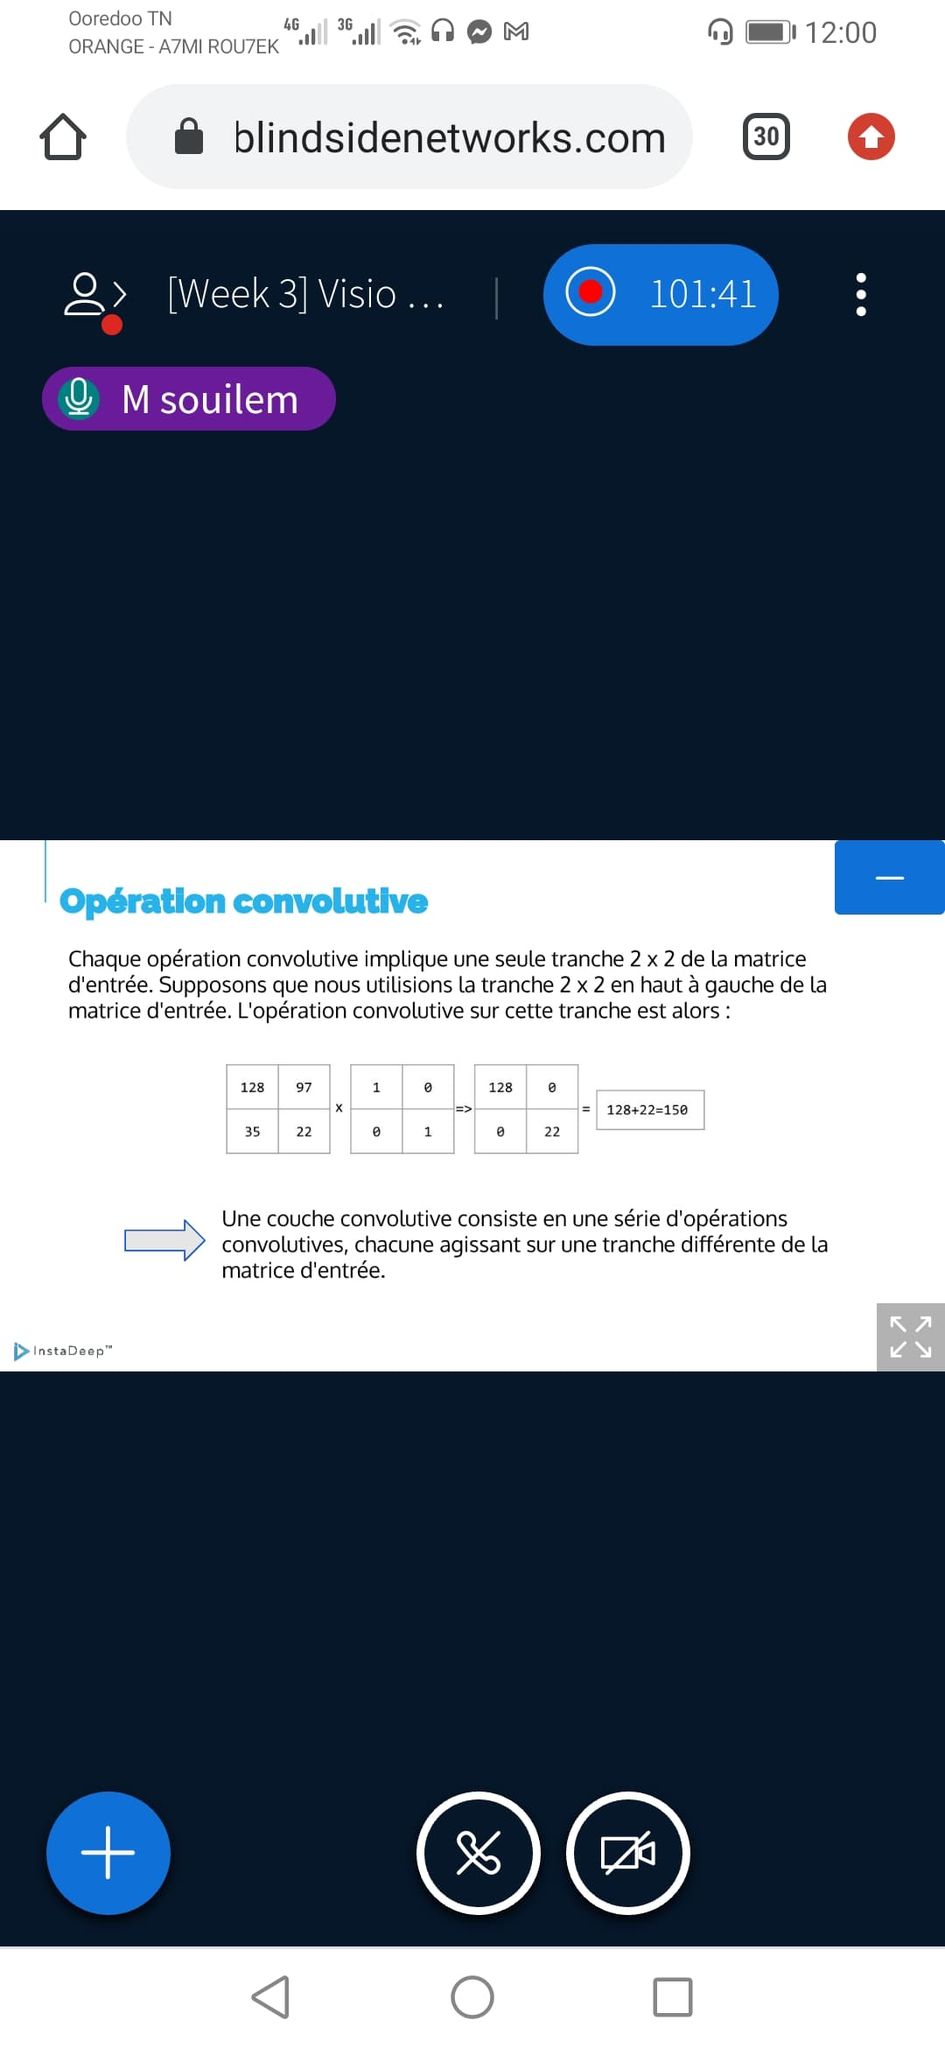 Ooredoo TN
ORANGE - A7MI ROU7EK
4G 3G 12:00
blindsidenetworks.com 30
[Week 3] Visio ... 101:41
M souilem
Opération convolutive
Chaque opération convolutive implique une seule tranche 2 x 2 de la matrice
d'entrée. Supposons que nous utilisions la tranche 2 x 2 en haut à gauche de la
matrice d'entrée. L'opération convolutive sur cette tranche est alors :
128 97 1 0 128 0
x => = 128+22=150
35 22 0 1 0 22
Une couche convolutive consiste en une série d'opérations
convolutives, chacune agissant sur une tranche différente de la
matrice d'entrée.
InstaDeep™